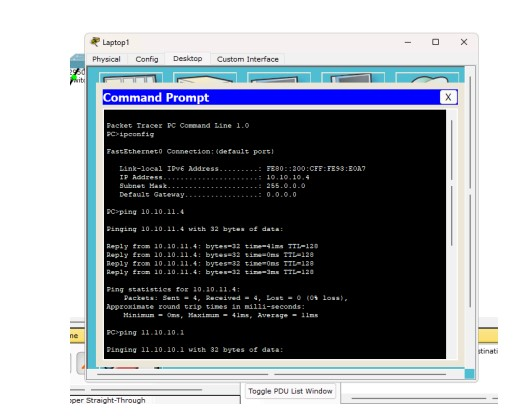 Laptop1
Physical Config Desktop Custom Interface
Command Prompt
X
Packet Tracer PC Command Line 1.0
PC>ipconfig
FastEthernet0 Connection:(default port)
Link-local IPv6 Address.........: FE80::200:CFF:FE93:E0A7
IP Address......................: 10.10.10.4
Subnet Mask.....................: 255.0.0.0
Default Gateway.................: 0.0.0.0
PC>ping 10.10.11.4
Pinging 10.10.11.4 with 32 bytes of data:
Reply from 10.10.11.4: bytes=32 time=41ms TTL=128
Reply from 10.10.11.4: bytes=32 time=0ms TTL=128
Reply from 10.10.11.4: bytes=32 time=0ms TTL=128
Reply from 10.10.11.4: bytes=32 time=3ms TTL=128
Ping statistics for 10.10.11.4:
Packets: Sent = 4, Received = 4, Lost = 0 (0% loss),
Approximate round trip times in milli-seconds:
Minimum = 0ms, Maximum = 41ms, Average = 11ms
PC>ping 11.10.10.1
Pinging 11.10.10.1 with 32 bytes of data:
me
stinati
Toggle PDU List Window
pper Straight-Through